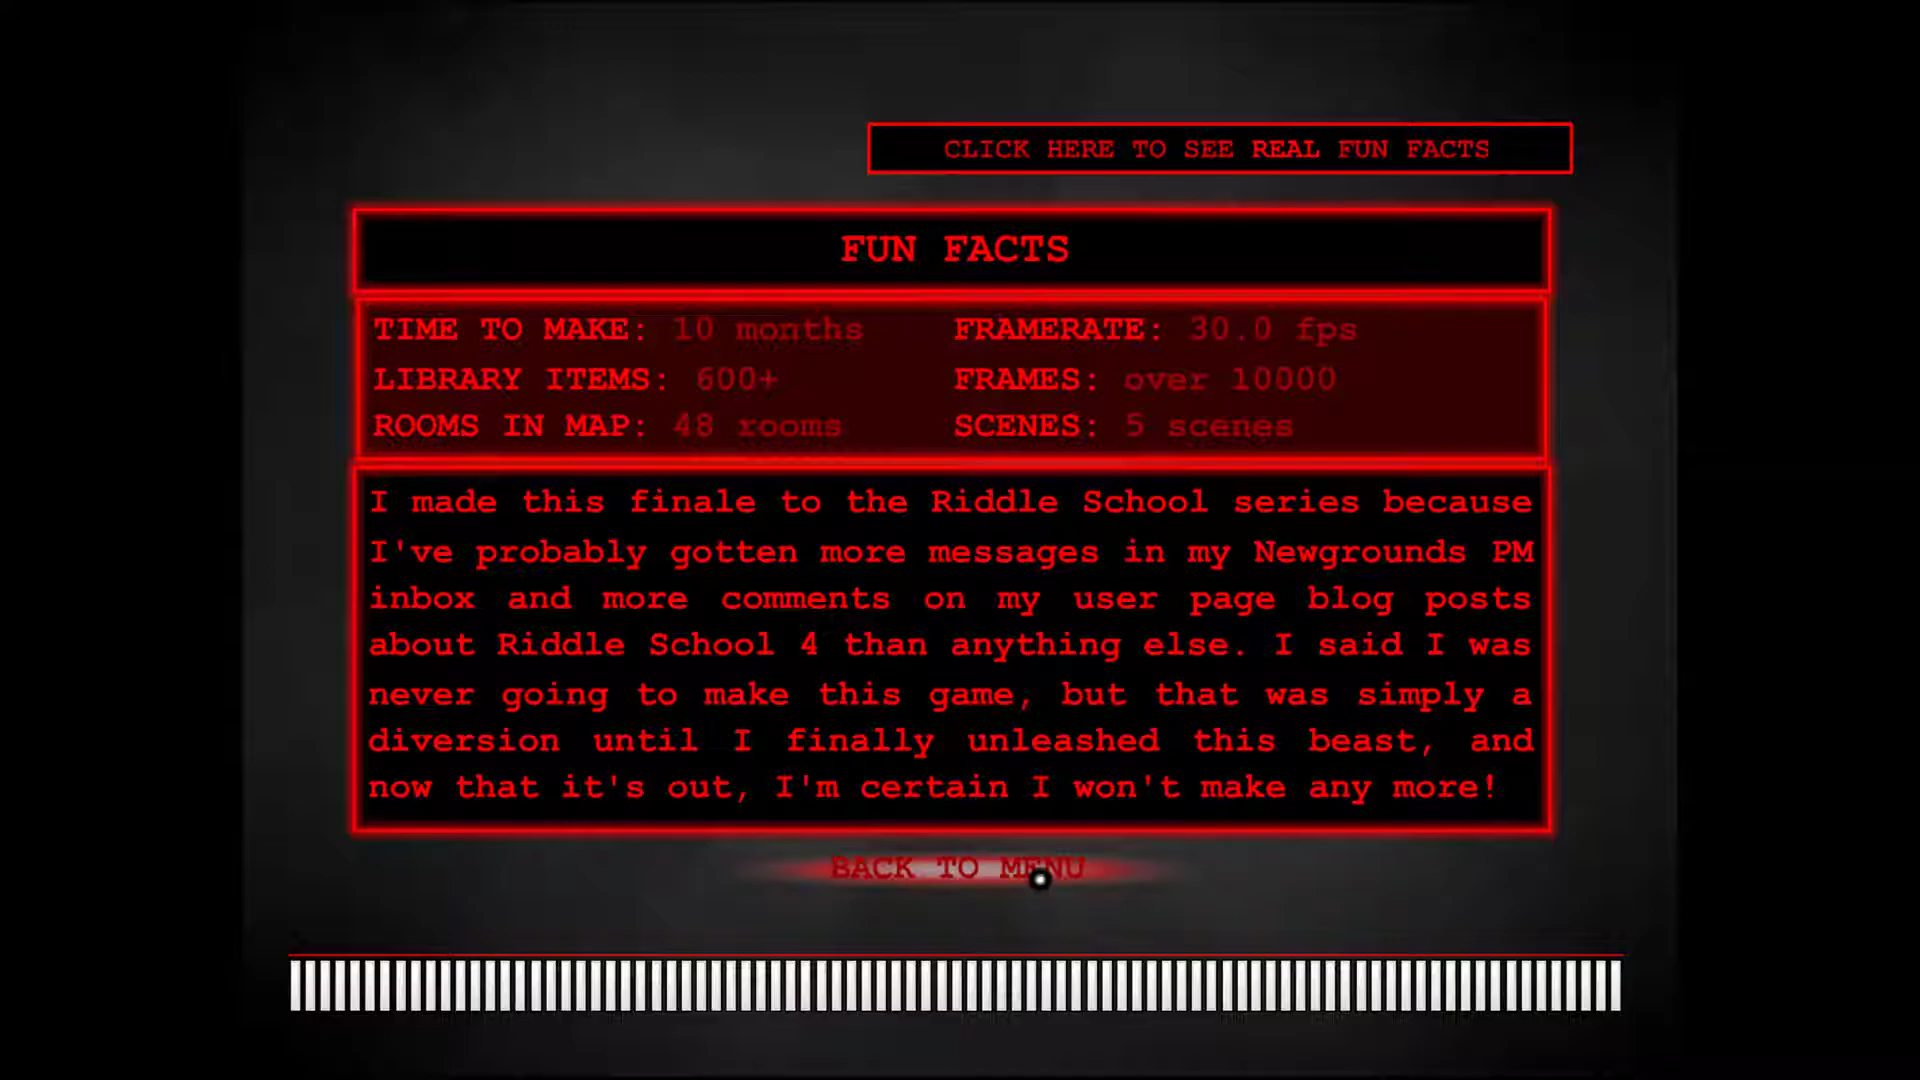 CLICK HERE TO SEE REAL FUN FACTS
FUN FACTS
TIME TO MAKE: 10 months FRAMERATE: 30.0 fps
LIBRARY ITEMS: 600+ FRAMES: over 10000
ROOMS IN MAP: 48 rooms SCENES: 5 scenes
I made this finale to the Riddle School series because
I've probably gotten more messages in my Newgrounds PM
inbox and more comments on my user page blog posts
about Riddle School 4 than anything else. I said I was
never going to make this game, but that was simply a
diversion until I finally unleashed this beast, and
now that it's out, I'm certain I won't make any more!
BACK TO MENU